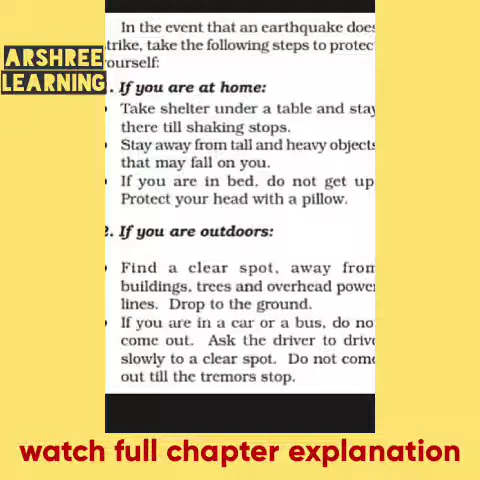 ARSHREE
LEARNING
In the event that an earthquake does
trike, take the following steps to protec
ourself:
. If you are at home:
• Take shelter under a table and stay
there till shaking stops.
• Stay away from tall and heavy objects
that may fall on you.
• If you are in bed, do not get up
Protect your head with a pillow.
2. If you are outdoors:
• Find a clear spot, away from
buildings, trees and overhead power
lines. Drop to the ground.
• If you are in a car or a bus, do no
come out. Ask the driver to drive
slowly to a clear spot. Do not come
out till the tremors stop.
watch full chapter explanation